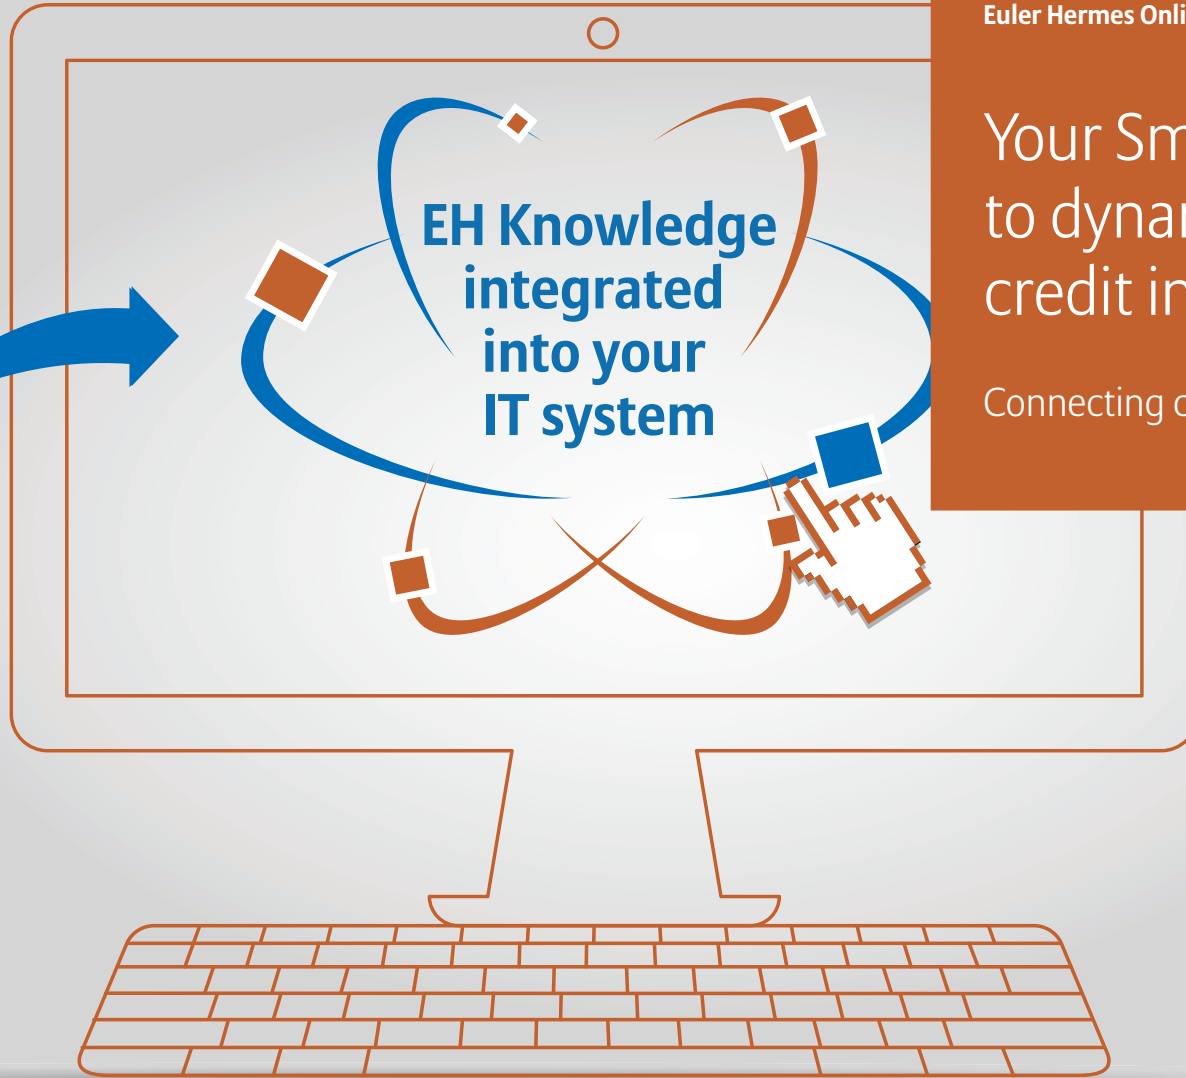 Euler Hermes Onli
Your Sm
to dynar
credit in
Connecting
EH Knowledge
integrated
into your
IT system